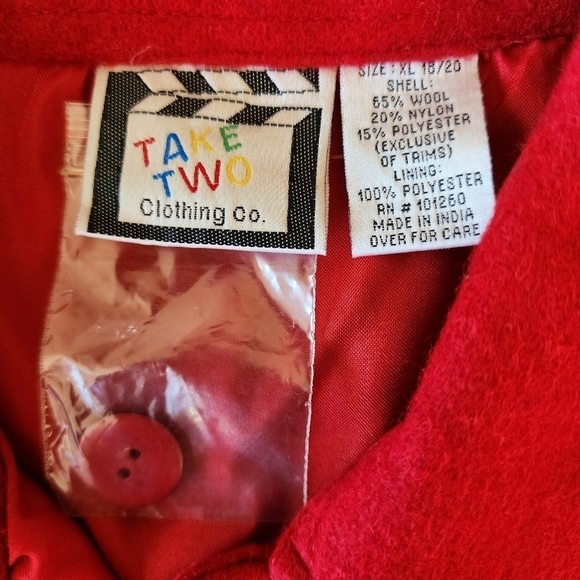 TAKE
TWO
Clothing Co.
SIZE: XL 18/20
SHELL:
65% WOOL
20% NYLON
15% POLYESTER
(EXCLUSIVE
OF TRIMS)
LINING:
100% POLYESTER
RN # 101260
MADE IN INDIA
OVER FOR CARE